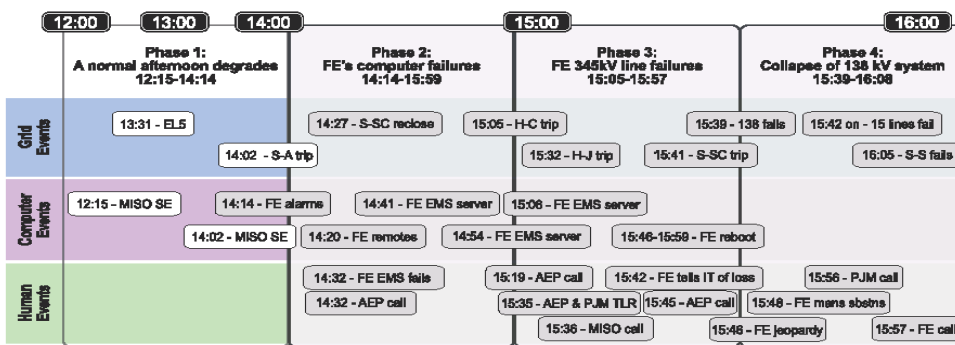 12:00
13:00
14:00
15:00
16:00
Phase 1:
A normal afternoon degrades
12:15-14:14
Phase 2:
FE's computer failures
14:14-15:59
Phase 3:
FE 345kV line failures
15:05-15:57
Phase 4:
Collapse of 138 kV system
15:39-16:08
Grid
Events
13:31 - EL5
14:27 - S-SC reclose
15:05 - H-C trip
15:39 - 138 fails
15:42 on - 15 lines fail
14:02 - S-A trip
15:32 - H-J trip
15:41 - S-SC trip
16:05 - S-S fails
Computer
Events
12:15 - MISO SE
14:14 - FE alarms
14:41 - FE EMS server
15:08 - FE EMS server
14:02 - MISO SE
14:20 - FE remotes
14:54 - FE EMS server
15:46-15:59 - FE reboot
Human
Events
14:32 - FE EMS fails
15:19 - AEP call
15:42 - FE tells IT of loss
15:56 - PJM call
14:32 - AEP call
15:35 - AEP & PJM TLR
15:45 - AEP call
15:48 - FE mans sbstns
15:36 - MISO call
15:46 - FE jeopardy
15:57 - FE call